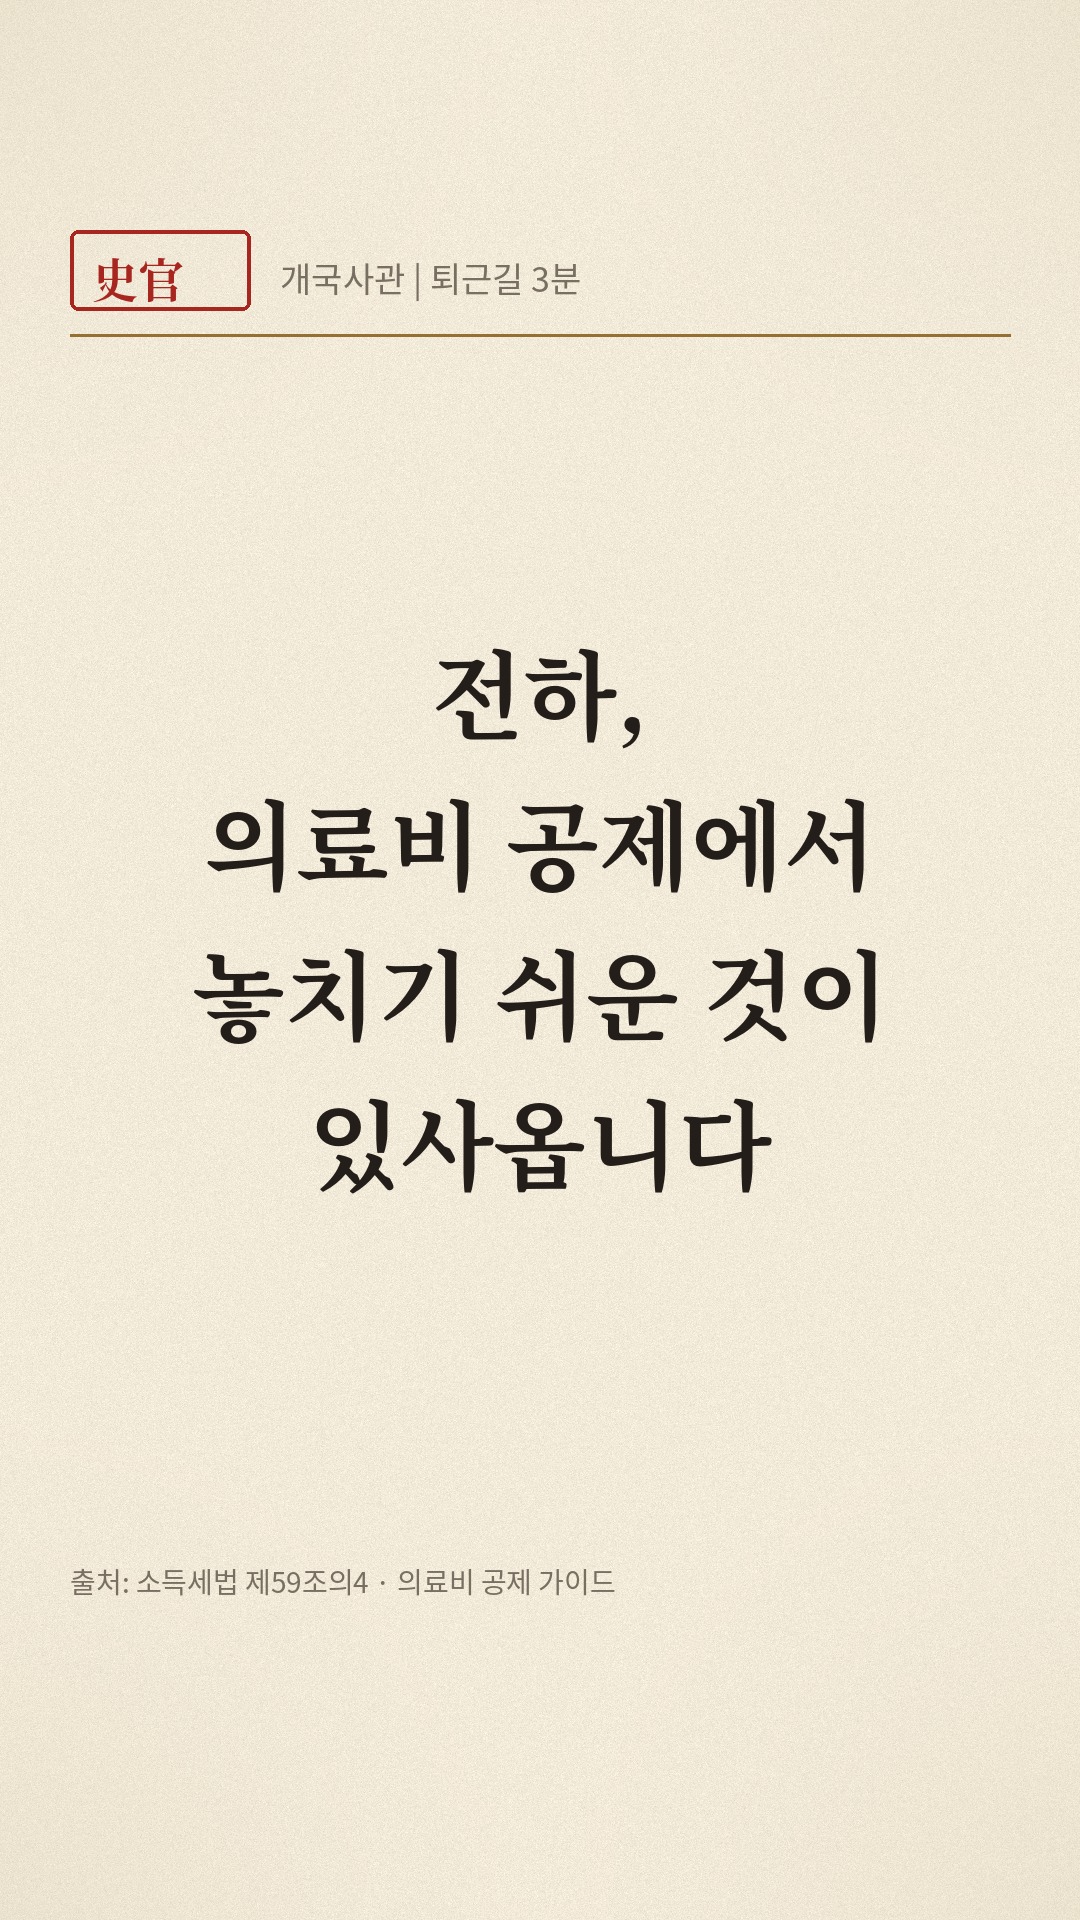 史官
개국사관 | 퇴근길 3분
전하,
의료비 공제에서
놓치기 쉬운 것이
있사옵니다
출처: 소득세법 제59조의4 · 의료비 공제 가이드